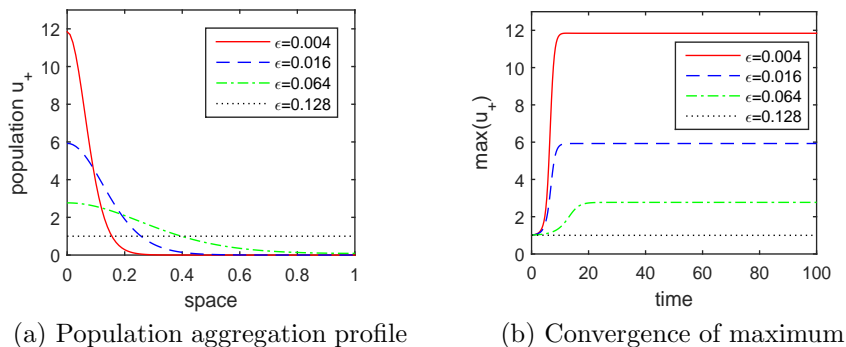 12
10
8
6
4
2
0
population u_+
0
0.2
0.4
0.6
0.8
1
space
ϵ=0.004
ϵ=0.016
ϵ=0.064
ϵ=0.128
(a) Population aggregation profile
12
10
8
6
4
2
0
max(u_+)
0
20
40
60
80
100
time
ϵ=0.004
ϵ=0.016
ϵ=0.064
ϵ=0.128
(b) Convergence of maximum